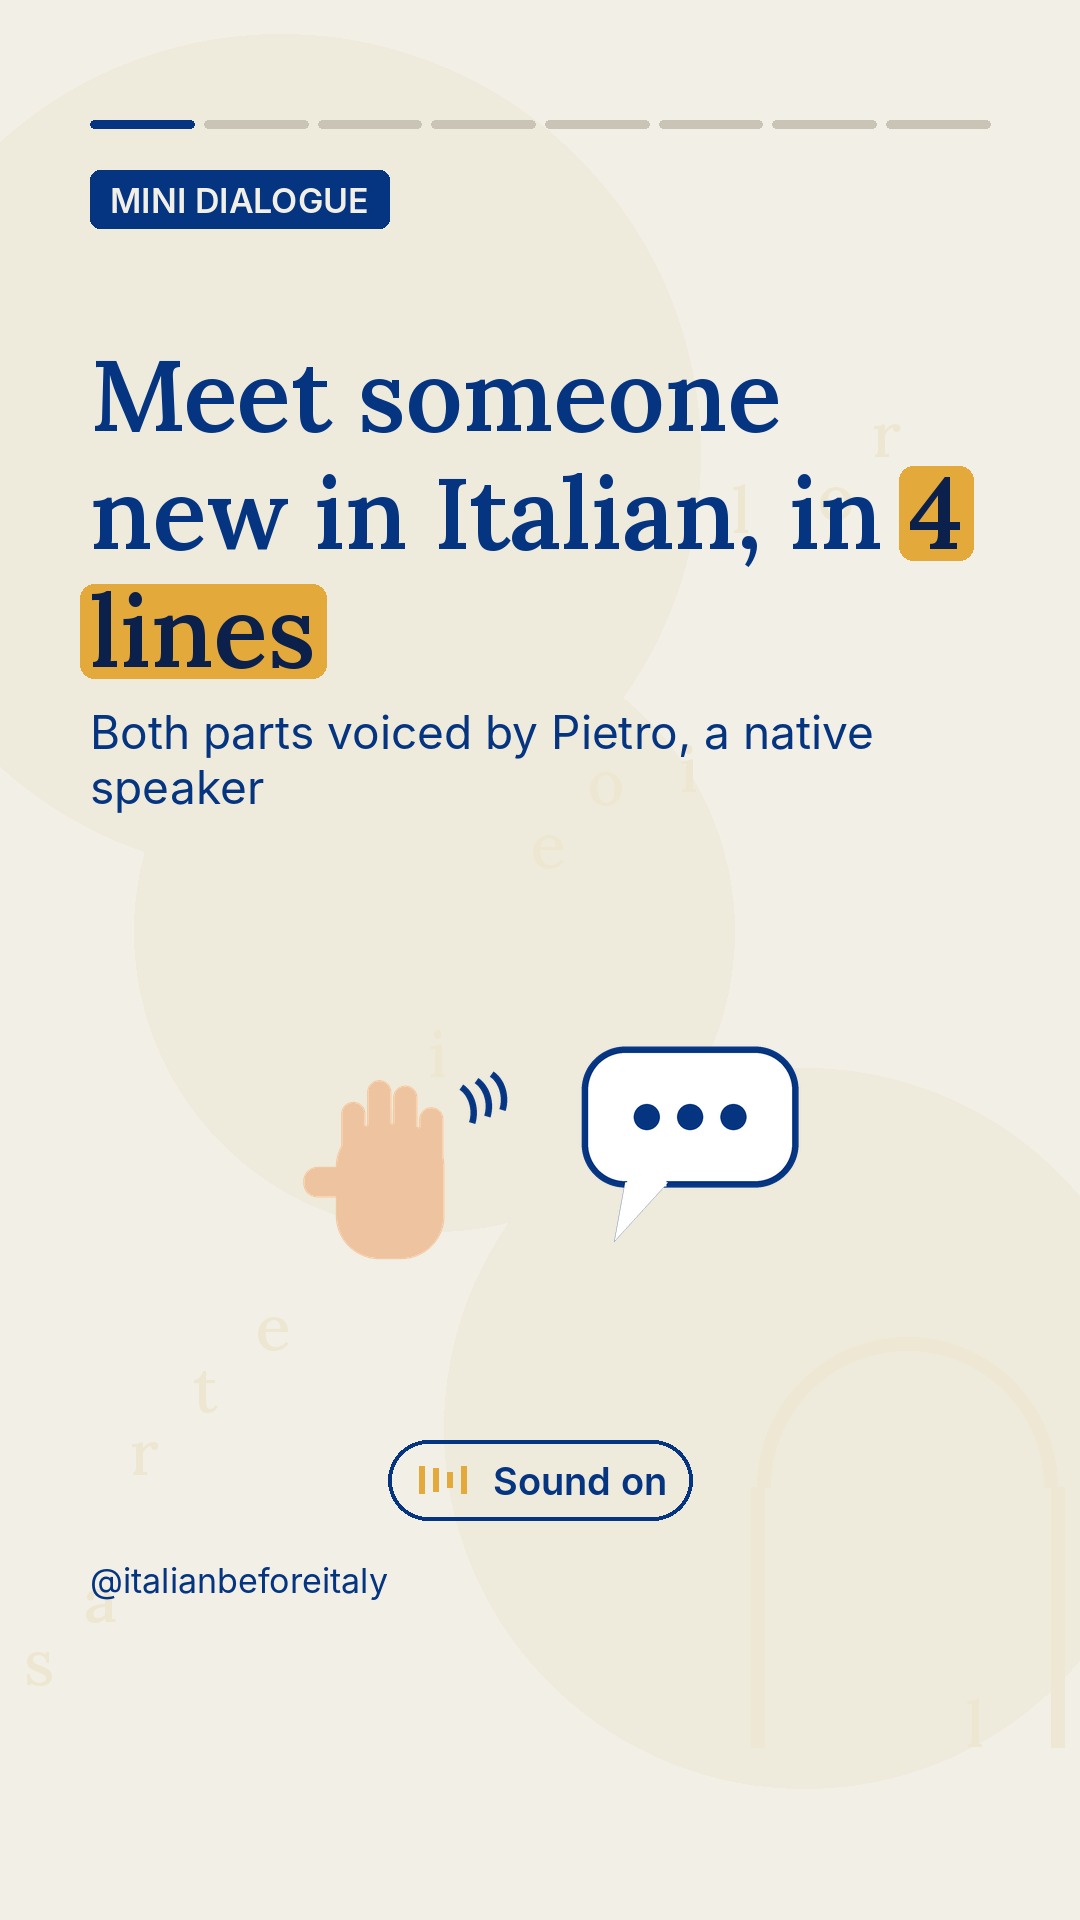 MINI DIALOGUE
Meet someone
new in Italian, in 4
lines
Both parts voiced by Pietro, a native
speaker
Sound on
@italianbeforeitaly
r
l e
i
o
e
i
e
t
r
a
s
l